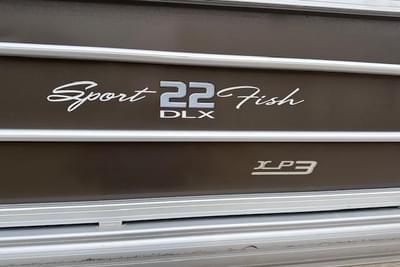 Sport 22 Fish
DLX
XP3